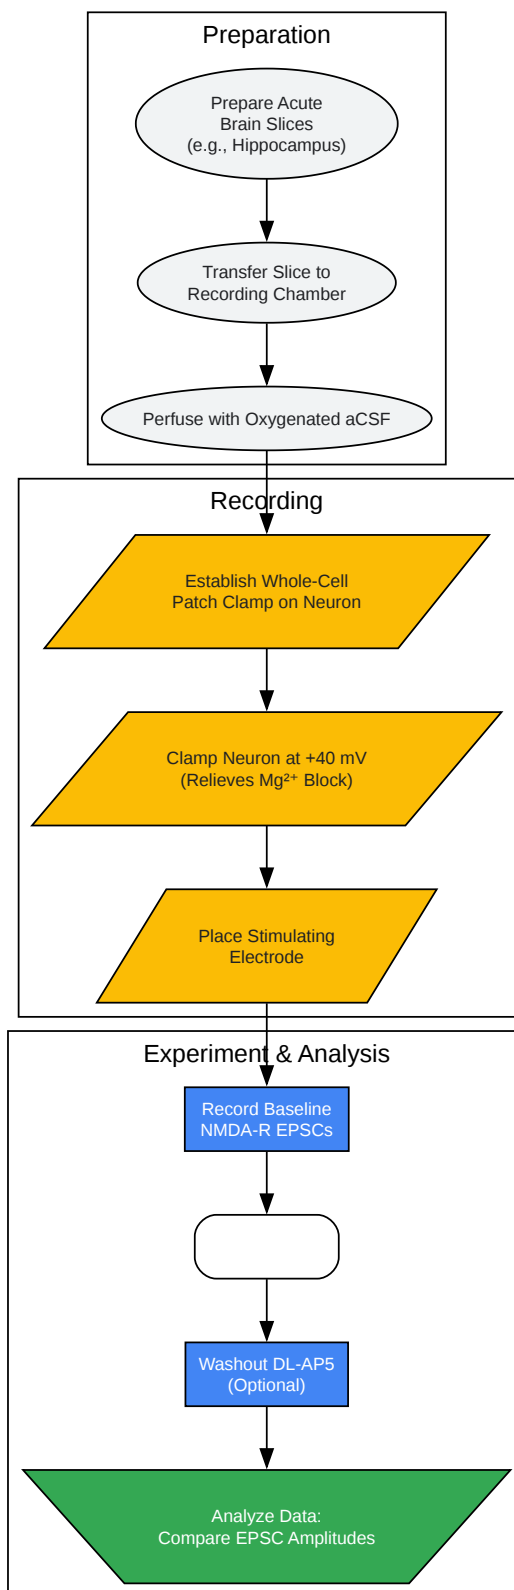 Preparation
Prepare Acute
Brain Slices
(e.g., Hippocampus)
Transfer Slice to
Recording Chamber
Perfuse with Oxygenated aCSF
Recording
Establish Whole-Cell
Patch Clamp on Neuron
Clamp Neuron at +40 mV
(Relieves Mg²⁺ Block)
Place Stimulating
Electrode
Experiment & Analysis
Record Baseline
NMDA-R EPSCs
Washout DL-AP5
(Optional)
Analyze Data:
Compare EPSC Amplitudes